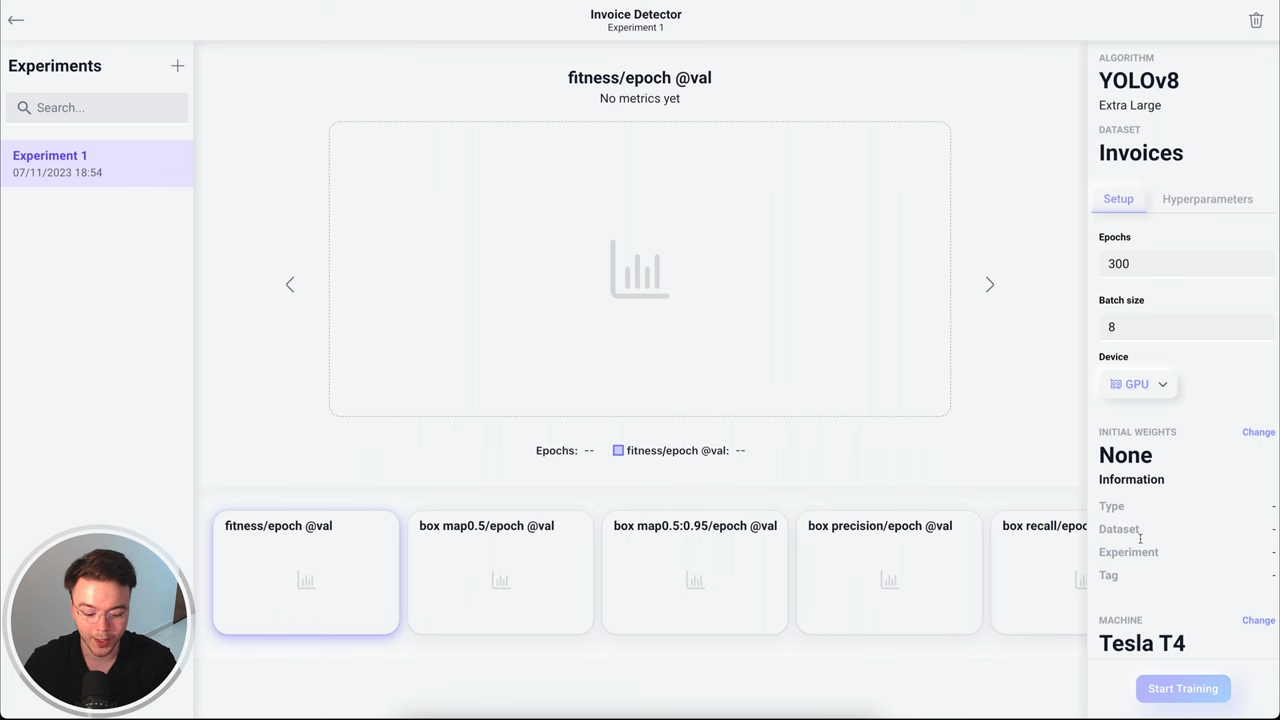 Invoice Detector
Experiment 1
Experiments
Search...
Experiment 1
07/11/2023 18:54
fitness/epoch @val
No metrics yet
Epochs: -- fitness/epoch @val: --
fitness/epoch @val
box map0.5/epoch @val
box map0.5:0.95/epoch @val
box precision/epoch @val
box recall/epoc
ALGORITHM
YOLOv8
Extra Large
DATASET
Invoices
Setup Hyperparameters
Epochs
300
Batch size
8
Device
GPU
INITIAL WEIGHTS Change
None
Information
Type -
Dataset -
Experiment -
Tag -
MACHINE Change
Tesla T4
Start Training